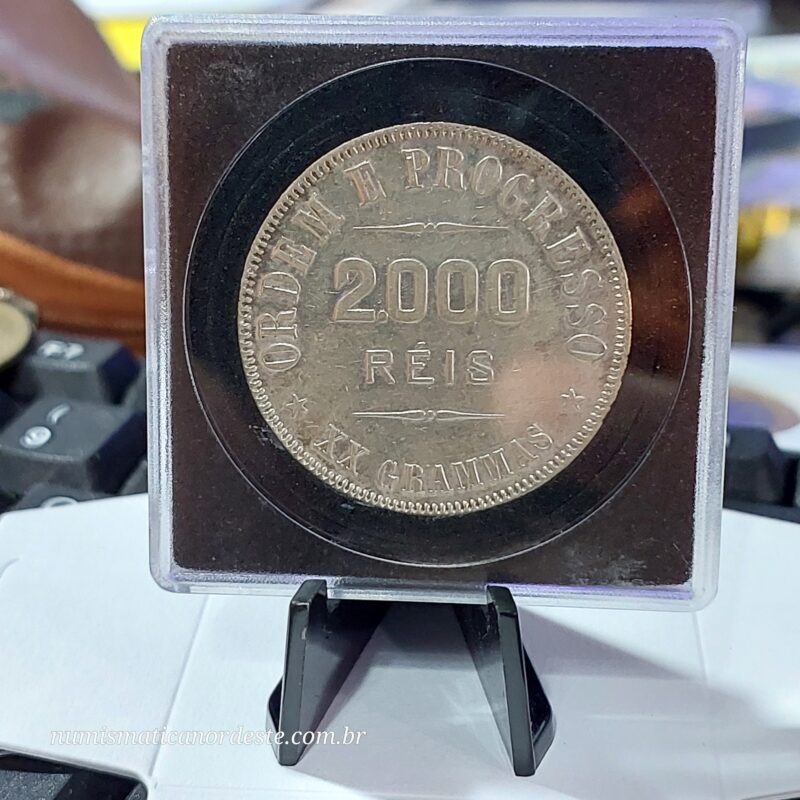 ORDEM E PROGRESSO
2.000
RÉIS
XX GRAMMAS
numismaticanordeste.com.br